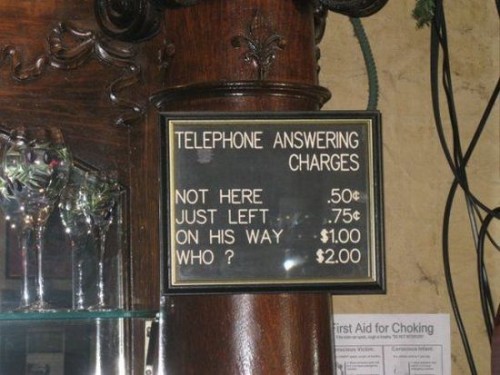 TELEPHONE ANSWERING
CHARGES
NOT HERE .50¢
JUST LEFT .75¢
ON HIS WAY $1.00
WHO ? $2.00
First Aid for Choking